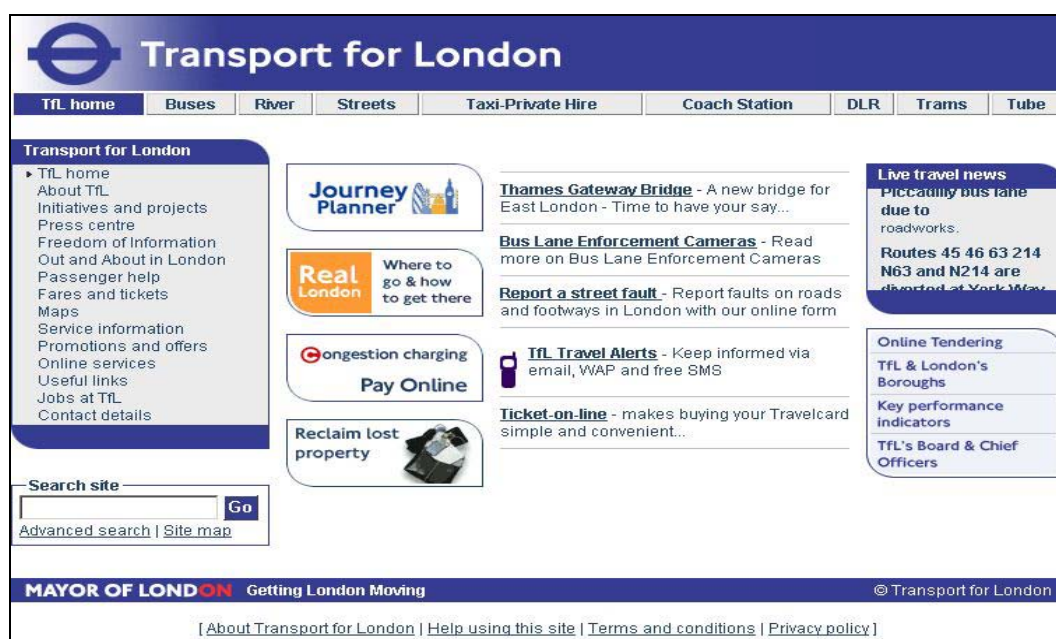 Transport for London
TfL home Buses River Streets Taxi-Private Hire Coach Station DLR Trams Tube
Transport for London
TfL home
About TfL
Initiatives and projects
Press centre
Freedom of Information
Out and About in London
Passenger help
Fares and tickets
Maps
Service information
Promotions and offers
Online services
Useful links
Jobs at TfL
Contact details
Search site
Go
Advanced search | Site map
Journey
Planner
Real
London
Where to
go & how
to get there
Congestion charging
Pay Online
Reclaim lost
property
Thames Gateway Bridge - A new bridge for
East London - Time to have your say...
Bus Lane Enforcement Cameras - Read
more on Bus Lane Enforcement Cameras
Report a street fault - Report faults on roads
and footways in London with our online form
TfL Travel Alerts - Keep informed via
email, WAP and free SMS
Ticket-on-line - makes buying your Travelcard
simple and convenient...
Live travel news
Piccadilly bus lane
due to
roadworks.
Routes 45 46 63 214
N63 and N214 are
diverted at York Way
Online Tendering
TfL & London's
Boroughs
Key performance
indicators
TfL's Board & Chief
Officers
MAYOR OF LONDON Getting London Moving © Transport for London
[ About Transport for London | Help using this site | Terms and conditions | Privacy policy ]